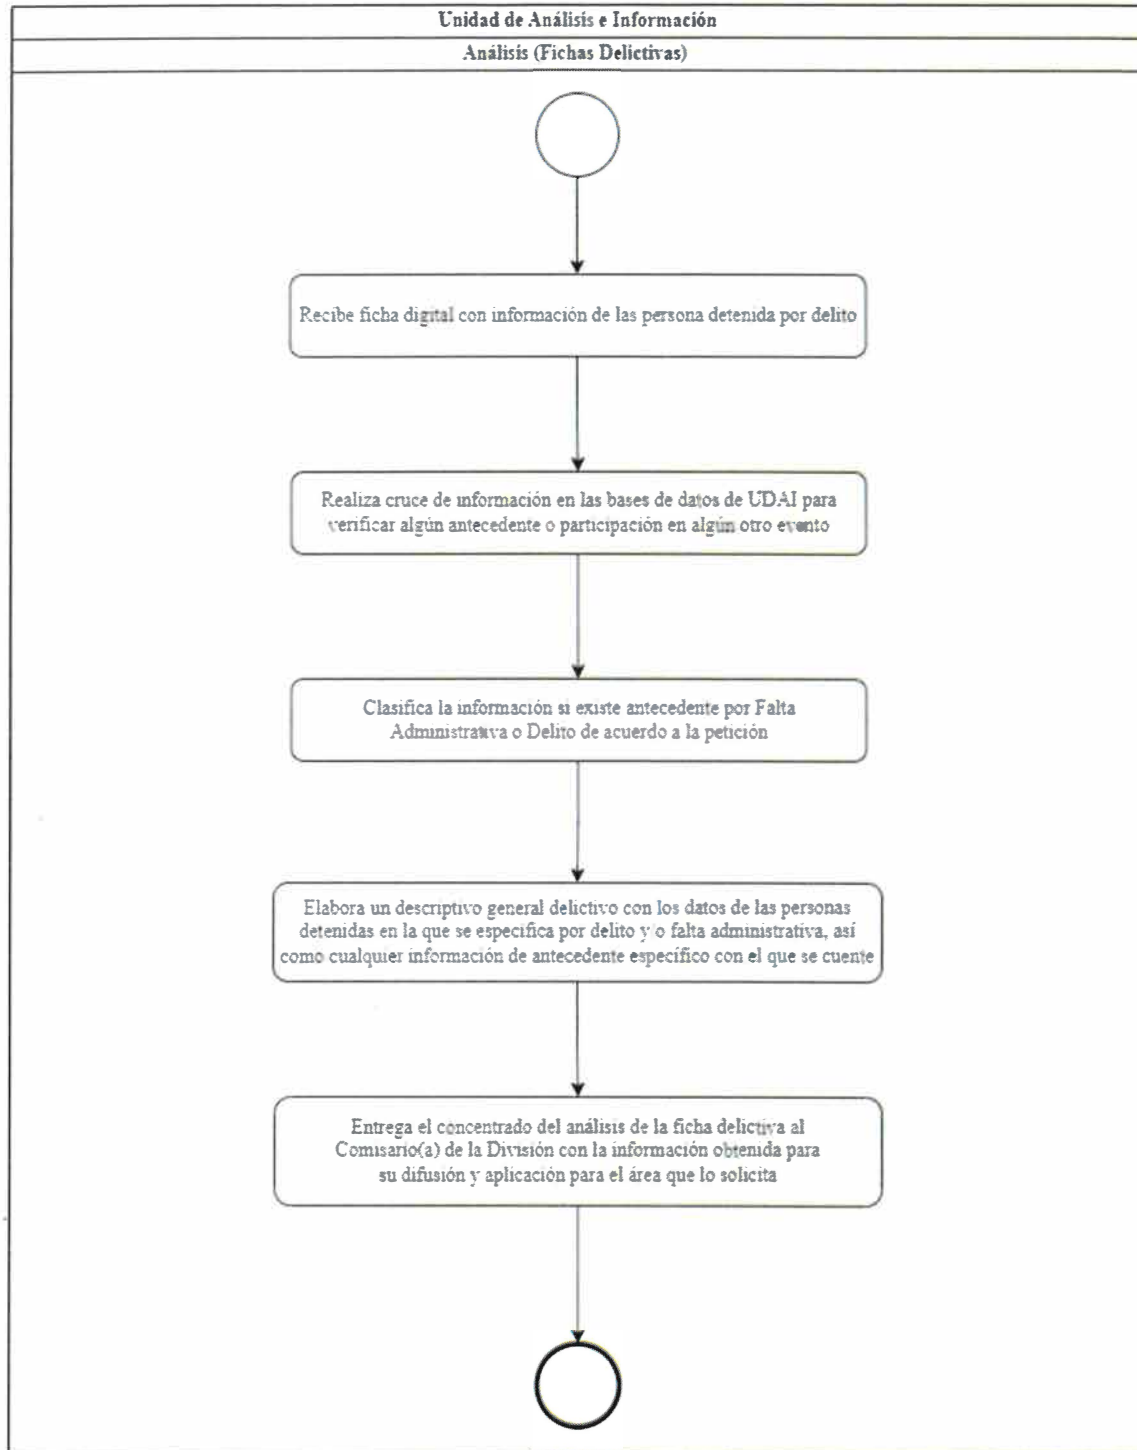 Unidad de Análisis e Información
Análisis (Fichas Delictivas)
Recibe ficha digital con información de las persona detenida por delito
Realiza cruce de información en las bases de datos de UDAI para
verificar algún antecedente o participación en algún otro evento
Clasifica la información si existe antecedente por Falta
Administrativa o Delito de acuerdo a la petición
Elabora un descriptivo general delictivo con los datos de las personas
detenidas en la que se especifica por delito y o falta administrativa, así
como cualquier información de antecedente específico con el que se cuente
Entrega el concentrado del análisis de la ficha delictiva al
Comisario(a) de la División con la información obtenida para
su difusión y aplicación para el área que lo solicita